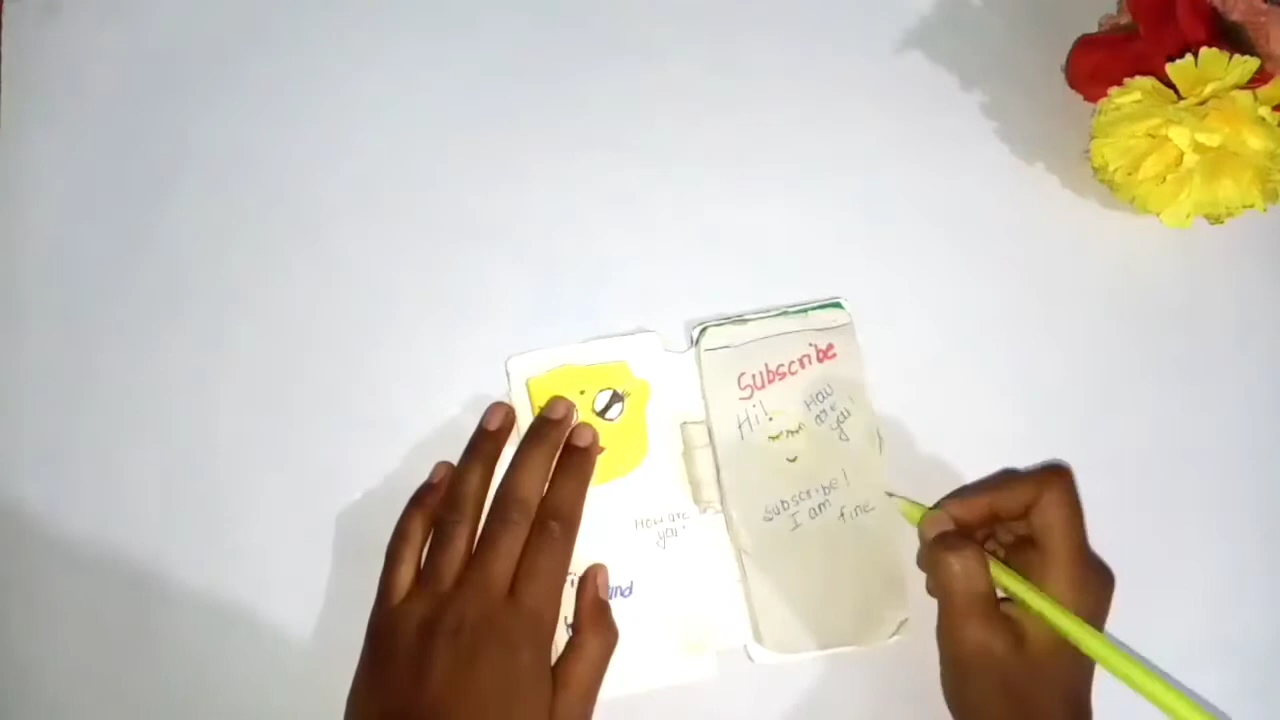 Subscribe
Hi! How
are
you!
Subscribe!
I am fine
How are
you!
and